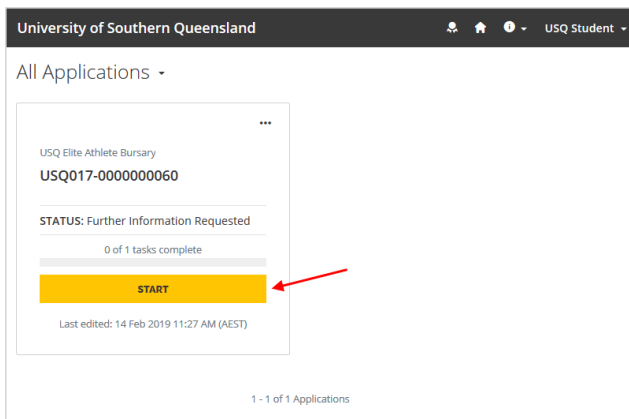 University of Southern Queensland USQ Student
All Applications
USQ Elite Athlete Bursary
USQ017-0000000060
STATUS: Further Information Requested
0 of 1 tasks complete
START
Last edited: 14 Feb 2019 11:27 AM (AEST)
1 - 1 of 1 Applications